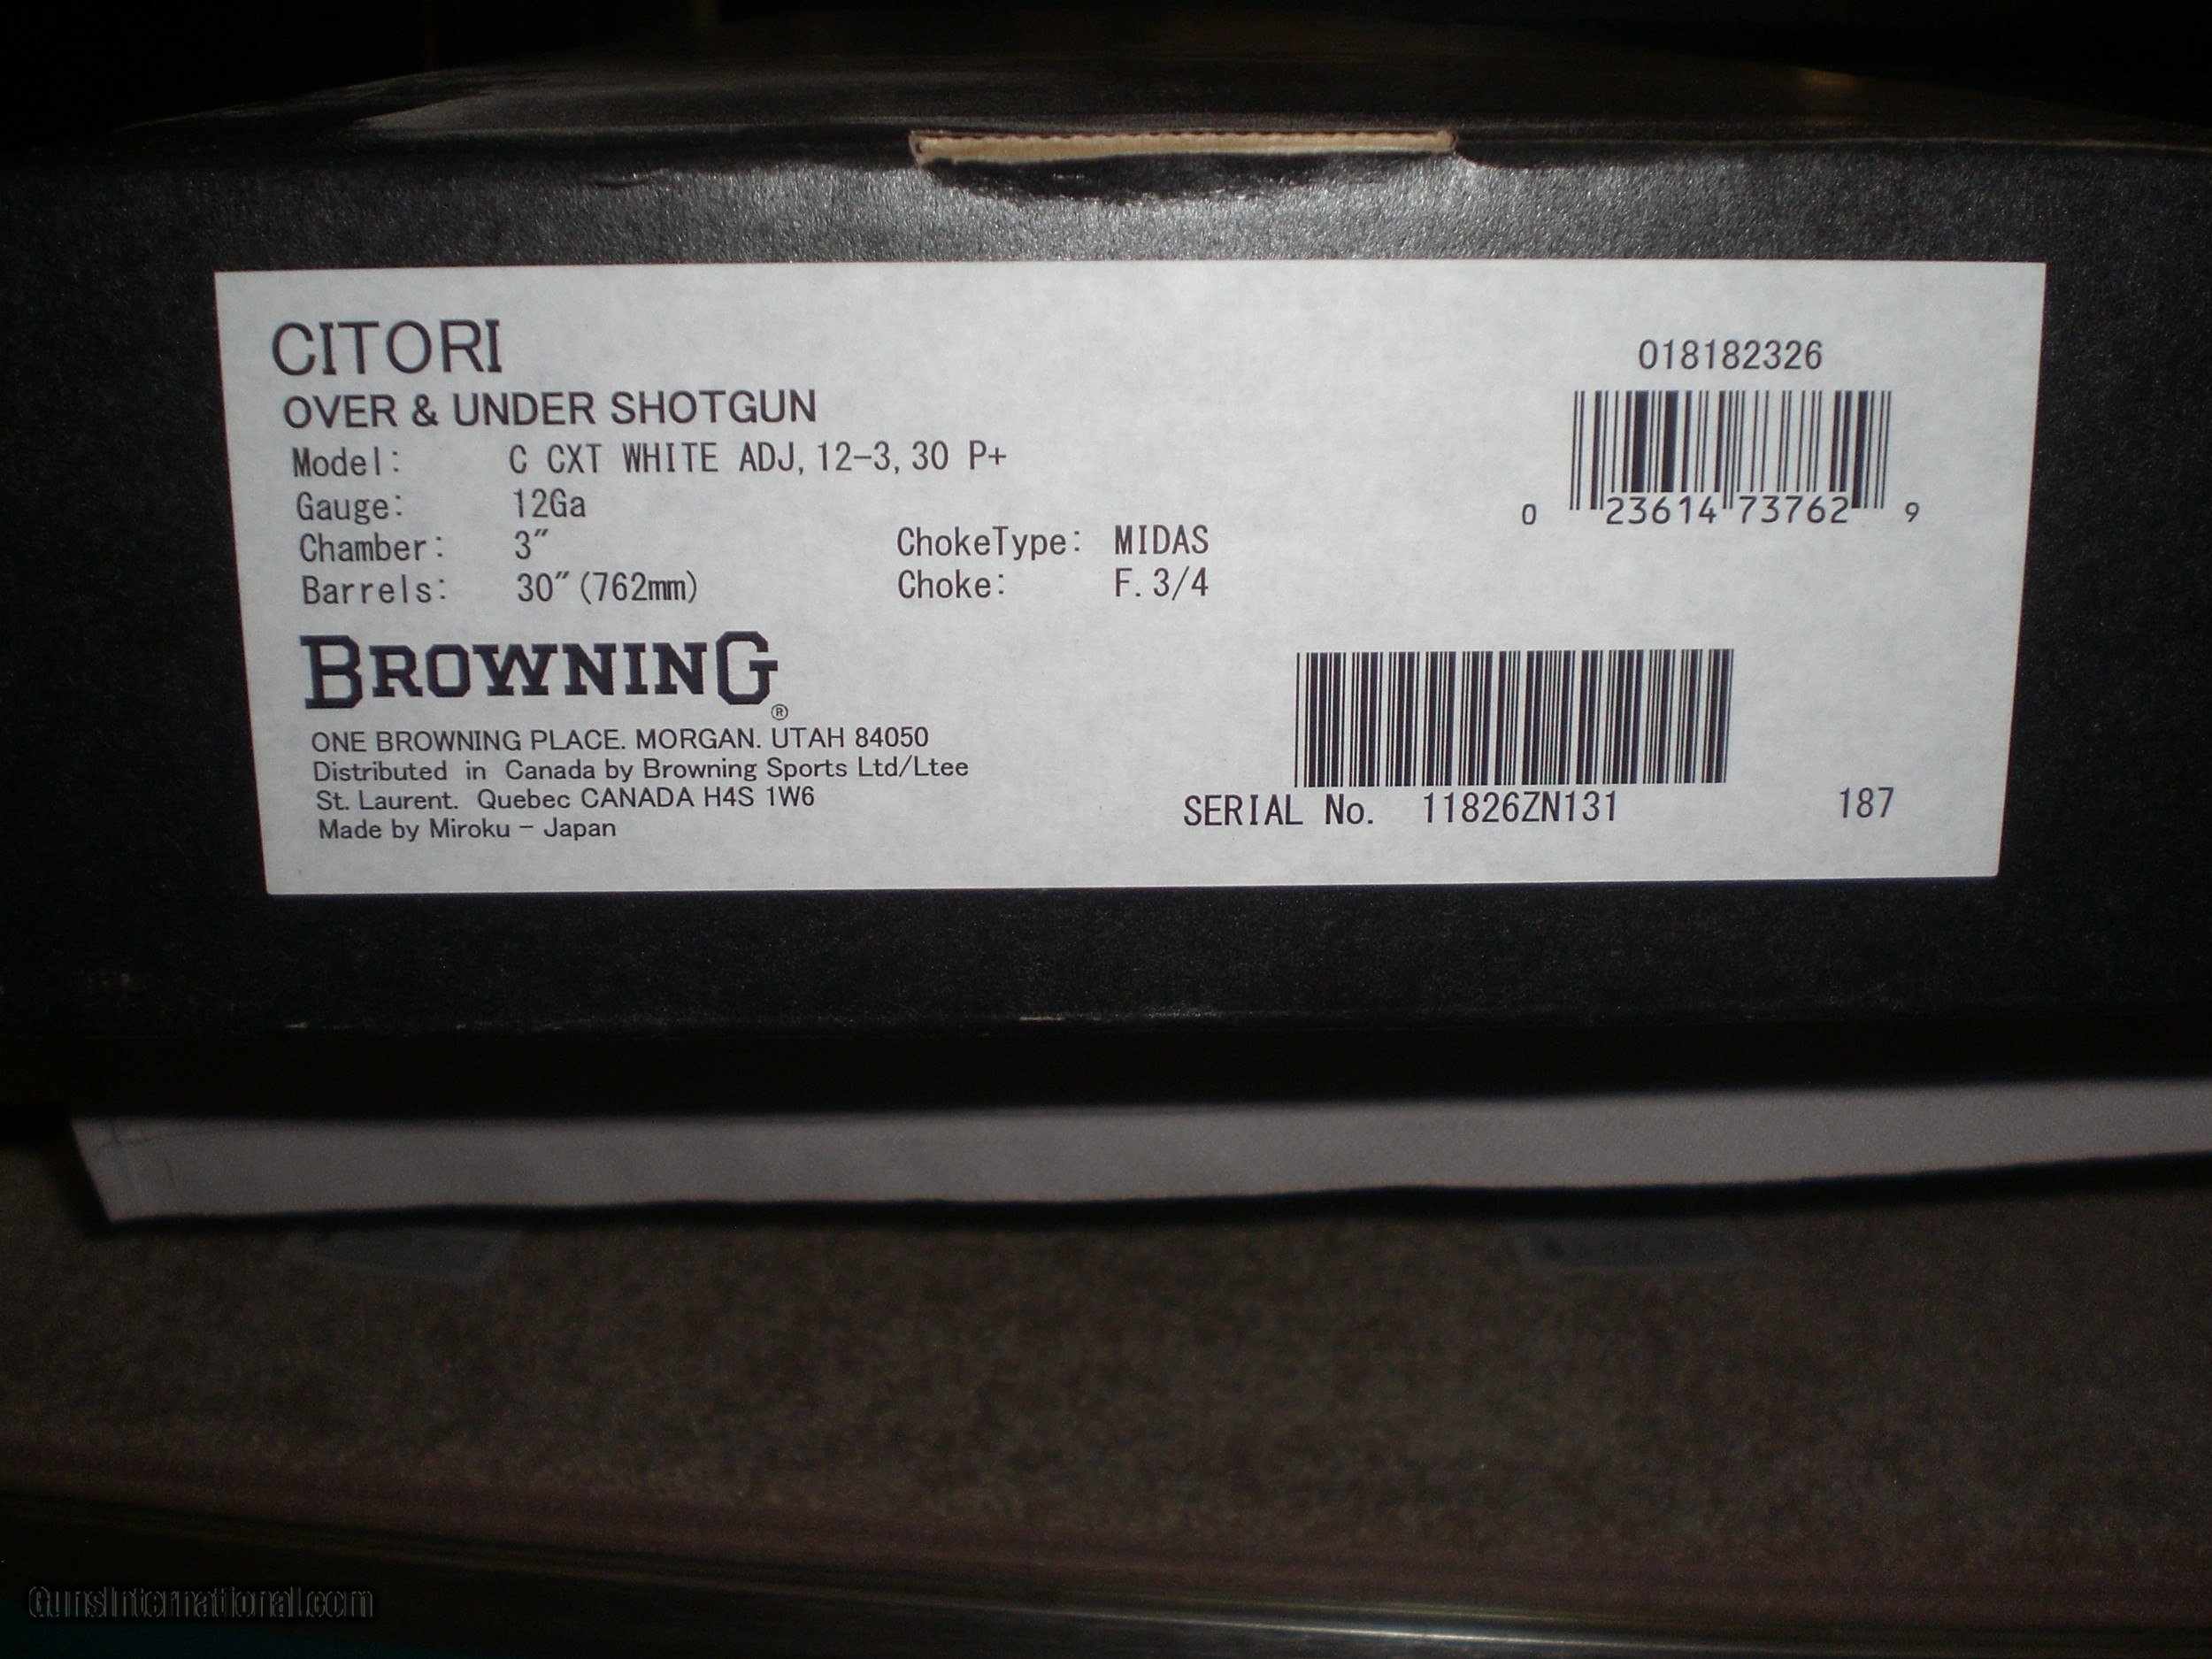 CITORI
OVER & UNDER SHOTGUN
Model: C CXT WHITE ADJ, 12-3, 30 P+
Gauge: 12Ga
Chamber: 3″ ChokeType: MIDAS
Barrels: 30″ (762mm) Choke: F. 3/4
BROWNING®
ONE BROWNING PLACE. MORGAN. UTAH 84050
Distributed in Canada by Browning Sports Ltd/Ltee
St. Laurent. Quebec CANADA H4S 1W6
Made by Miroku - Japan
018182326
0 23614 73762 9
SERIAL No. 11826ZN131 187
GunsInternational.com